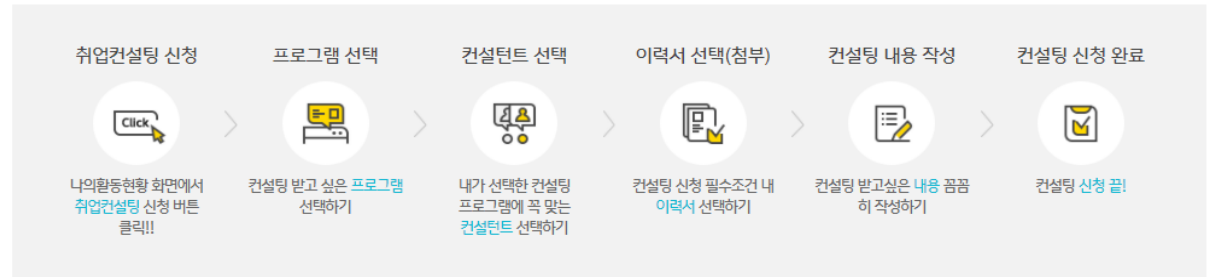 취업컨설팅 신청
프로그램 선택
컨설턴트 선택
이력서 선택(첨부)
컨설팅 내용 작성
컨설팅 신청 완료
Click
나의활동현황 화면에서
취업컨설팅 신청 버튼
클릭!!
컨설팅 받고 싶은 프로그램
선택하기
내가 선택한 컨설팅
프로그램에 꼭 맞는
컨설턴트 선택하기
컨설팅 신청 필수조건 내
이력서 선택하기
컨설팅 받고싶은 내용 꼼꼼
히 작성하기
컨설팅 신청 끝!